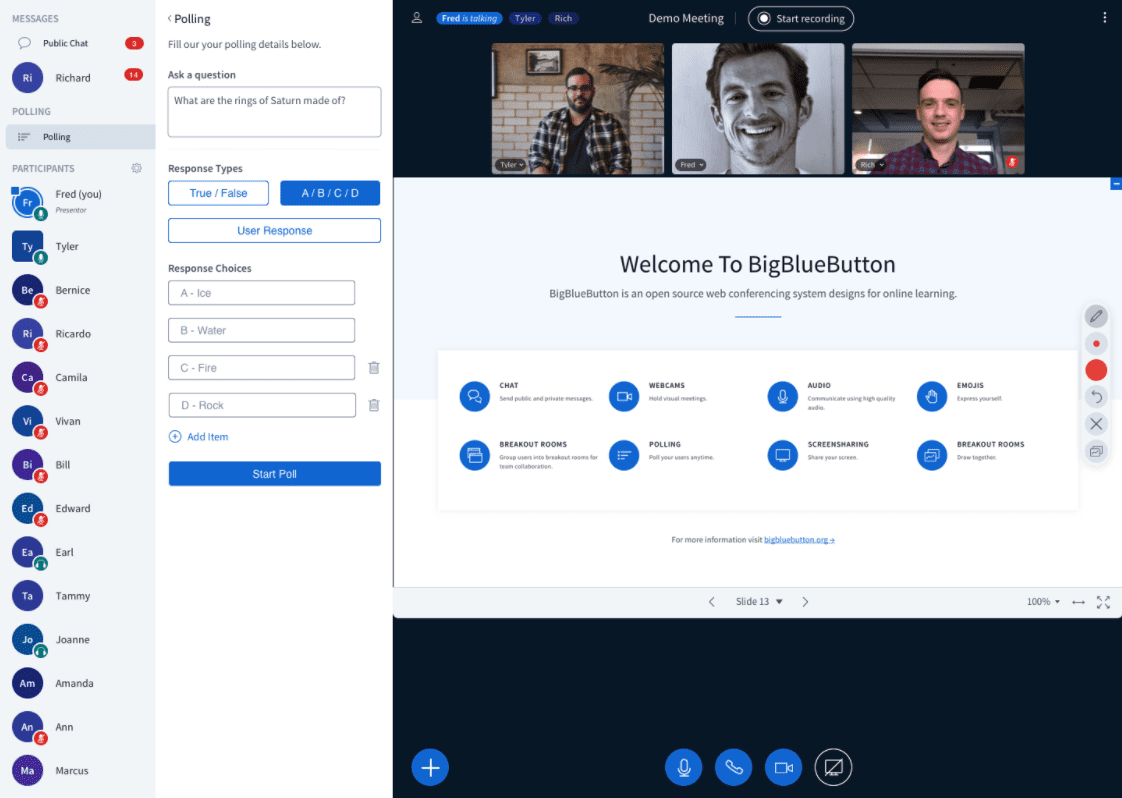 MESSAGES
Public Chat
3
Ri
Richard
14
POLLING
Polling
PARTICIPANTS
Fr
Fred (you)
Presenter
Ty
Tyler
Be
Bernice
Ri
Ricardo
Ca
Camila
Vi
Vivan
Bi
Bill
Ed
Edward
Ea
Earl
Ta
Tammy
Jo
Joanne
Am
Amanda
An
Ann
Ma
Marcus
Polling
Fill our your polling details below.
Ask a question
What are the rings of Saturn made of?
Response Types
True / False
A / B / C / D
User Response
Response Choices
A - Ice
B - Water
C - Fire
D - Rock
Add Item
Start Poll
Fred is talking
Tyler
Rich
Demo Meeting
Start recording
Tyler
Fred
Rich
Welcome To BigBlueButton
BigBlueButton is an open source web conferencing system designs for online learning.
CHAT
Send public and private messages.
WEBCAMS
Hold visual meetings.
AUDIO
Communicate using high quality
audio.
EMOJIS
Express yourself.
BREAKOUT ROOMS
Group users into breakout rooms for
team collaboration.
POLLING
Poll your users anytime.
SCREENSHARING
Share your screen.
BREAKOUT ROOMS
Draw together.
For more information visit bigbluebutton.org →
Slide 13
100%